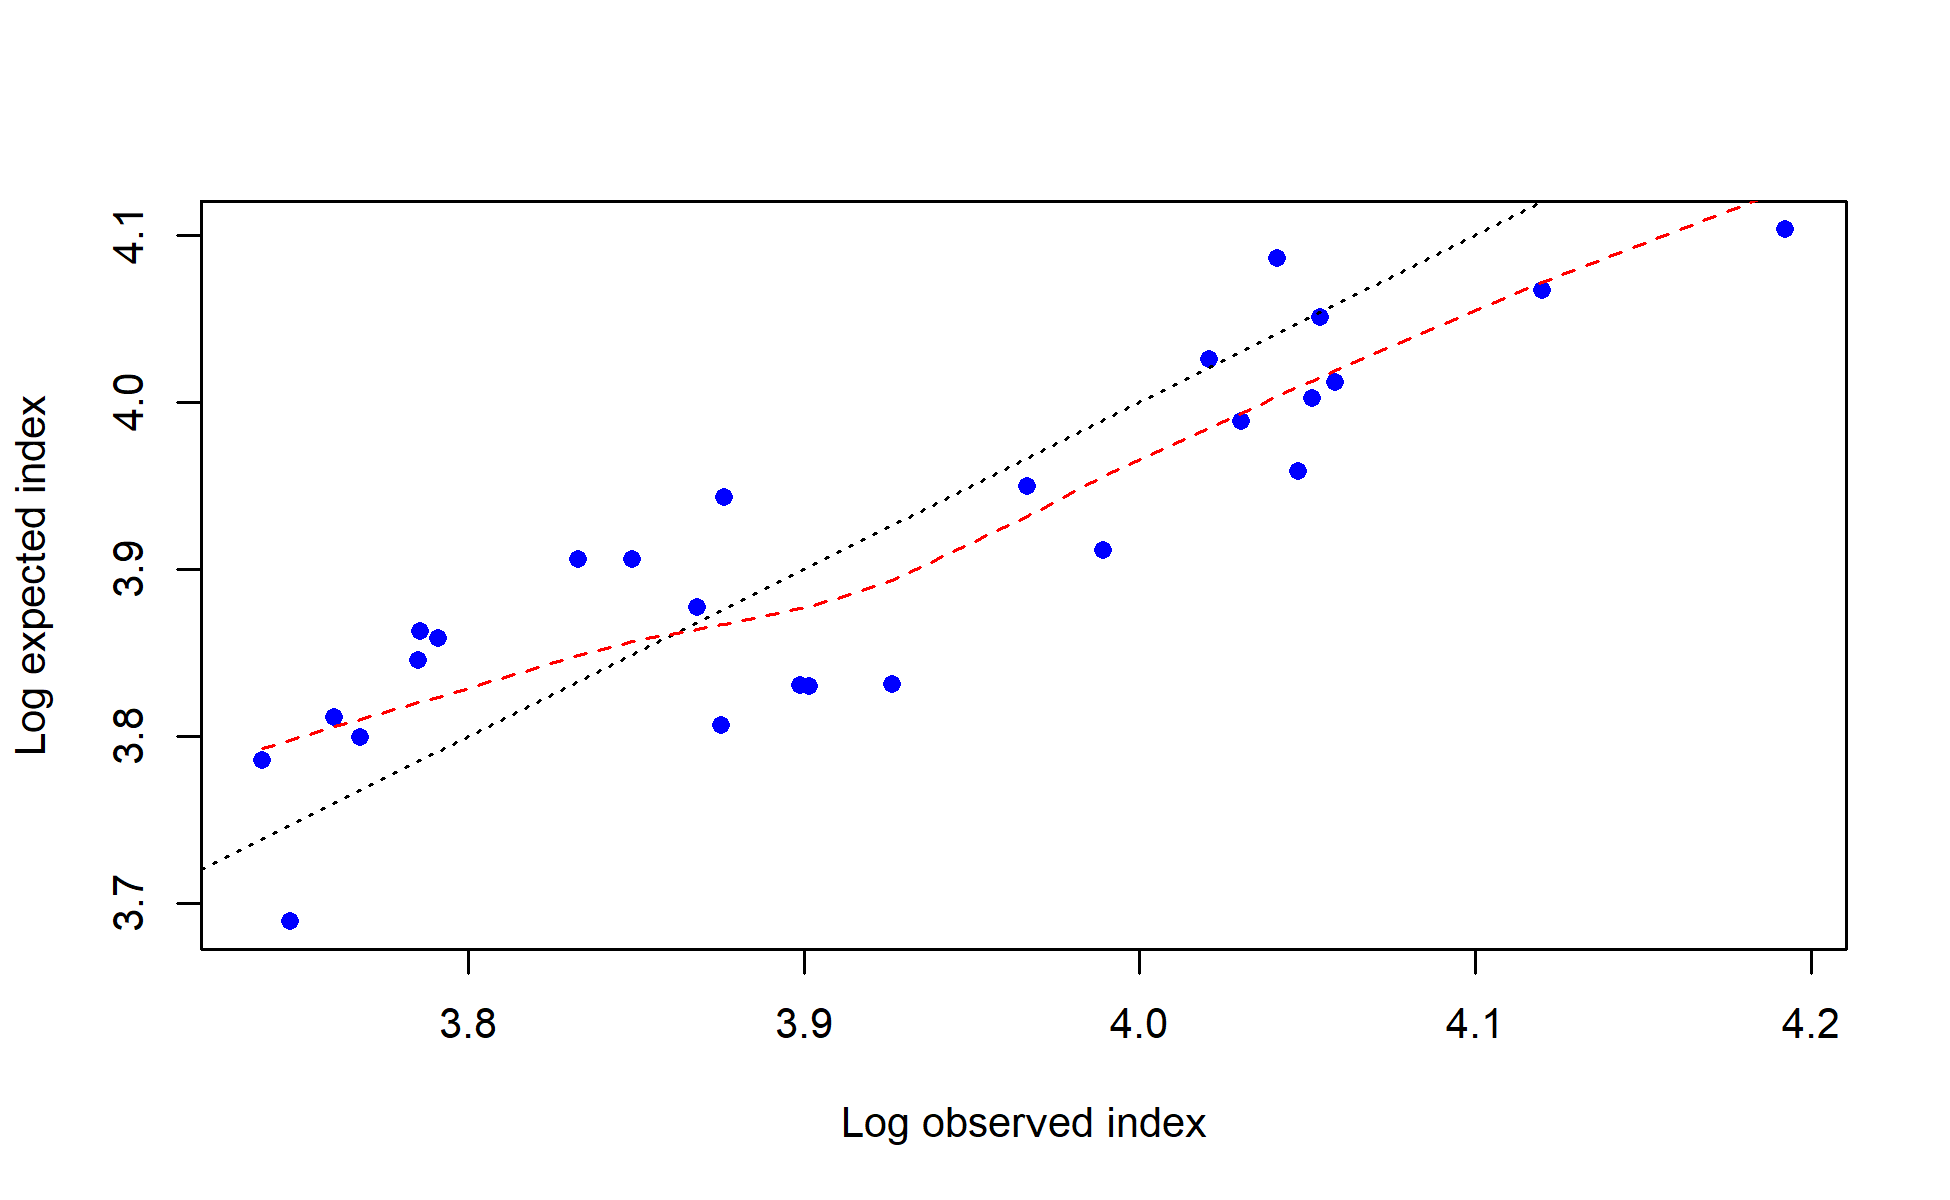 Log expected index
4.1
4.0
3.9
3.8
3.7
3.8 3.9 4.0 4.1 4.2
Log observed index